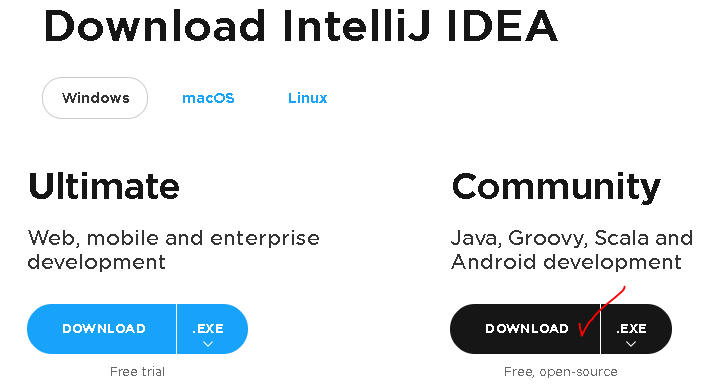 Download IntelliJ IDEA
Windows macOS Linux
Ultimate
Web, mobile and enterprise
development
DOWNLOAD .EXE
Free trial
Community
Java, Groovy, Scala and
Android development
DOWNLOAD .EXE
Free, open-source